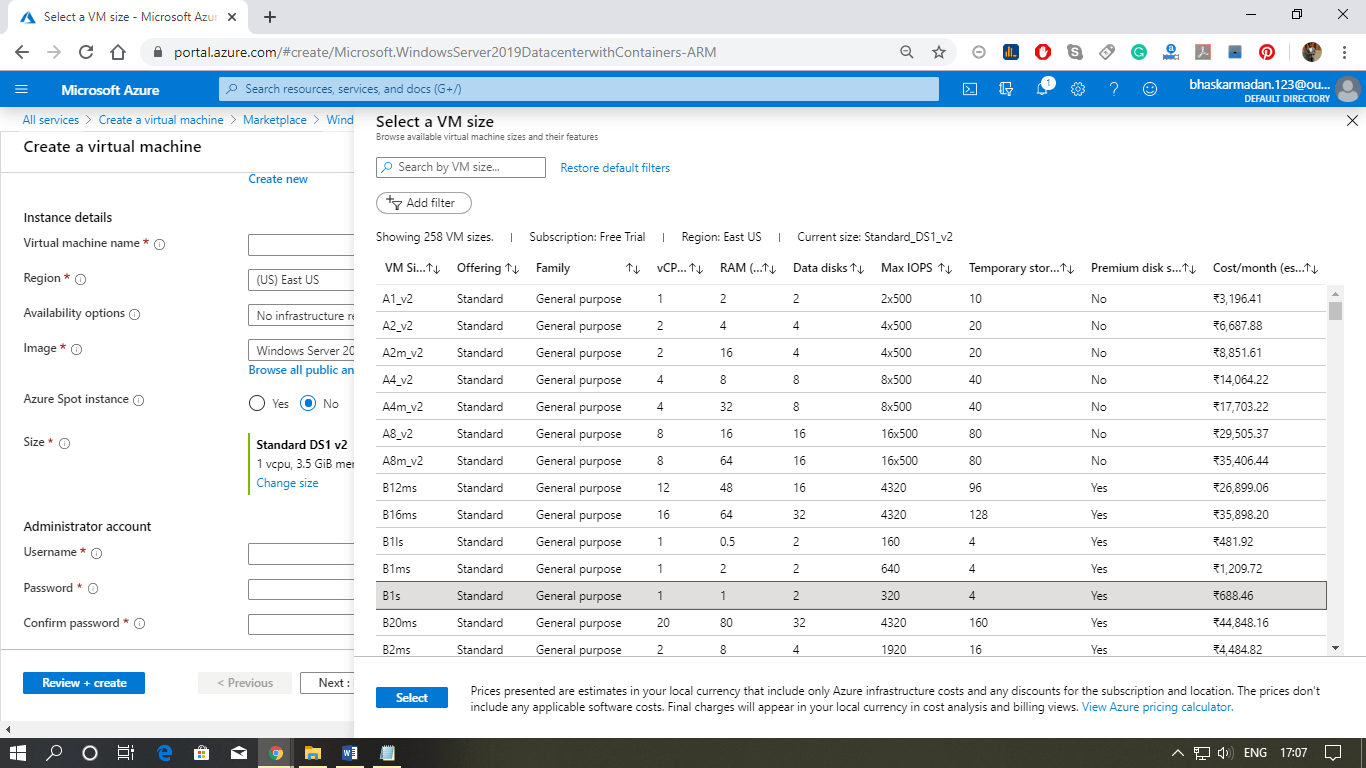 Select a VM size - Microsoft Azur
portal.azure.com/#create/Microsoft.WindowsServer2019DatacenterwithContainers-ARM
Microsoft Azure
Search resources, services, and docs (G+/)
1
bhaskarmadan.123@ou...
DEFAULT DIRECTORY
All services > Create a virtual machine > Marketplace > Wind
Create a virtual machine
Create new
Instance details
Virtual machine name *
Region *
(US) East US
Availability options
No infrastructure re
Image *
Windows Server 20
Browse all public an
Azure Spot instance
Yes No
Size *
Standard DS1 v2
1 vcpu, 3.5 GiB mer
Change size
Administrator account
Username *
Password *
Confirm password *
Review + create
< Previous
Next :
Select a VM size
Browse available virtual machine sizes and their features
Search by VM size...
Restore default filters
Add filter
Showing 258 VM sizes. | Subscription: Free Trial | Region: East US | Current size: Standard_DS1_v2
VM Si...↑↓ Offering ↑↓ Family ↑↓ vCP...↑↓ RAM (...↑↓ Data disks↑↓ Max IOPS ↑↓ Temporary stor...↑↓ Premium disk s...↑↓ Cost/month (es...↑↓
A1_v2 Standard General purpose 1 2 2 2x500 10 No ₹3,196.41
A2_v2 Standard General purpose 2 4 4 4x500 20 No ₹6,687.88
A2m_v2 Standard General purpose 2 16 4 4x500 20 No ₹8,851.61
A4_v2 Standard General purpose 4 8 8 8x500 40 No ₹14,064.22
A4m_v2 Standard General purpose 4 32 8 8x500 40 No ₹17,703.22
A8_v2 Standard General purpose 8 16 16 16x500 80 No ₹29,505.37
A8m_v2 Standard General purpose 8 64 16 16x500 80 No ₹35,406.44
B12ms Standard General purpose 12 48 16 4320 96 Yes ₹26,899.06
B16ms Standard General purpose 16 64 32 4320 128 Yes ₹35,898.20
B1ls Standard General purpose 1 0.5 2 160 4 Yes ₹481.92
B1ms Standard General purpose 1 2 2 640 4 Yes ₹1,209.72
B1s Standard General purpose 1 1 2 320 4 Yes ₹688.46
B20ms Standard General purpose 20 80 32 4320 160 Yes ₹44,848.16
B2ms Standard General purpose 2 8 4 1920 16 Yes ₹4,484.82
Select
Prices presented are estimates in your local currency that include only Azure infrastructure costs and any discounts for the subscription and location. The prices don't
include any applicable software costs. Final charges will appear in your local currency in cost analysis and billing views. View Azure pricing calculator.
ENG 17:07